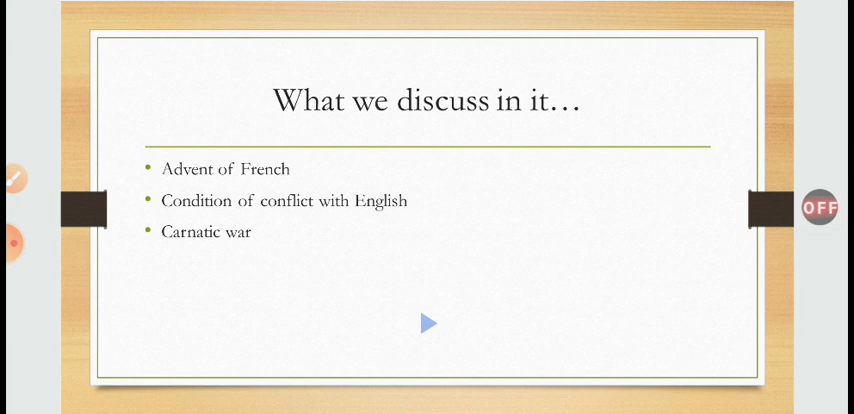 What we discuss in it…
Advent of French
Condition of conflict with English
Carnatic war
OFF